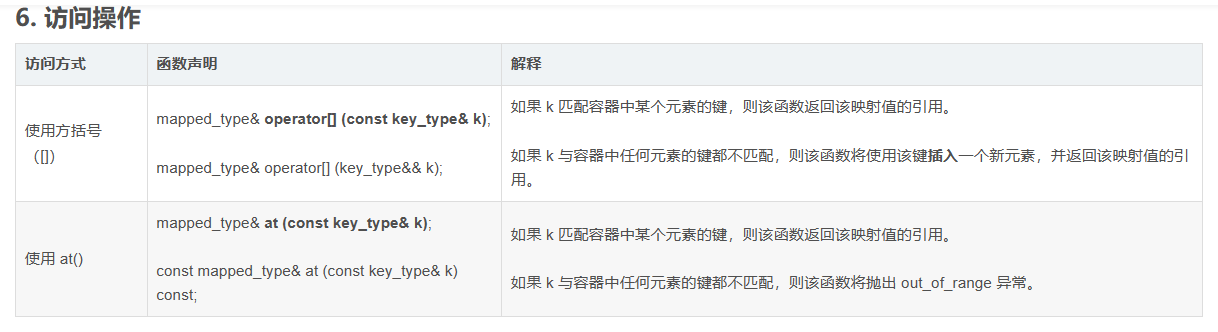 6. 访问操作
访问方式
函数声明
解释
使用方括号
（[]）
mapped_type& operator[] (const key_type& k);
mapped_type& operator[] (key_type&& k);
如果 k 匹配容器中某个元素的键，则该函数返回该映射值的引用。
如果 k 与容器中任何元素的键都不匹配，则该函数将使用该键插入一个新元素，并返回该映射值的引
用。
使用 at()
mapped_type& at (const key_type& k);
const mapped_type& at (const key_type& k)
const;
如果 k 匹配容器中某个元素的键，则该函数返回该映射值的引用。
如果 k 与容器中任何元素的键都不匹配，则该函数将抛出 out_of_range 异常。